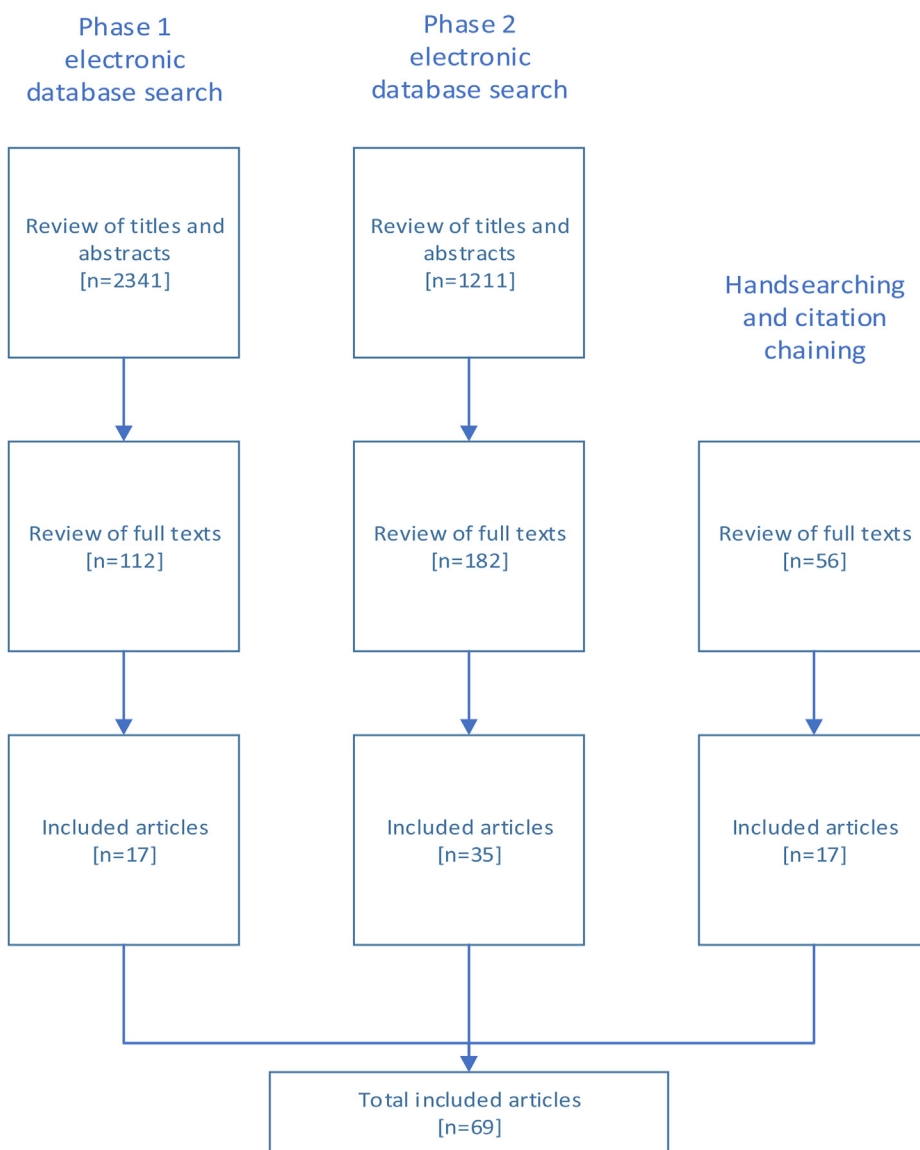 Phase 1
electronic
database search
Phase 2
electronic
database search
Review of titles and
abstracts
[n=2341]
Review of titles and
abstracts
[n=1211]
Handsearching
and citation
chaining
Review of full texts
[n=112]
Review of full texts
[n=182]
Review of full texts
[n=56]
Included articles
[n=17]
Included articles
[n=35]
Included articles
[n=17]
Total included articles
[n=69]